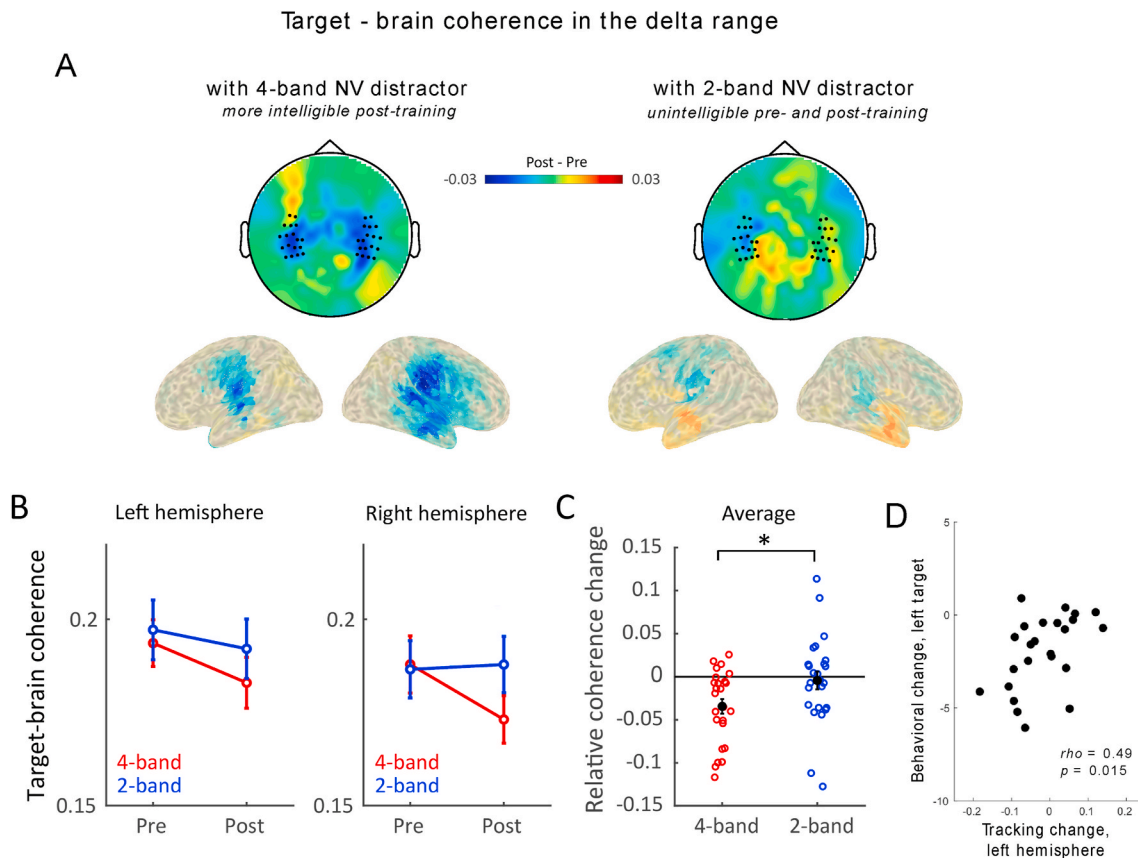 Target - brain coherence in the delta range
A
with 4-band NV distractor
more intelligible post-training
with 2-band NV distractor
unintelligible pre- and post-training
Post - Pre
-0.03
0.03
B
Left hemisphere
Right hemisphere
Target-brain coherence
0.2
0.15
4-band
2-band
Pre
Post
0.2
0.15
4-band
2-band
Pre
Post
C
Average
*
Relative coherence change
0.15
0.1
0.05
0
-0.05
-0.1
-0.15
4-band
2-band
D
Behavioral change, left target
5
0
-5
-10
rho = 0.49
p = 0.015
-0.2
-0.1
0
0.1
0.2
Tracking change,
left hemisphere